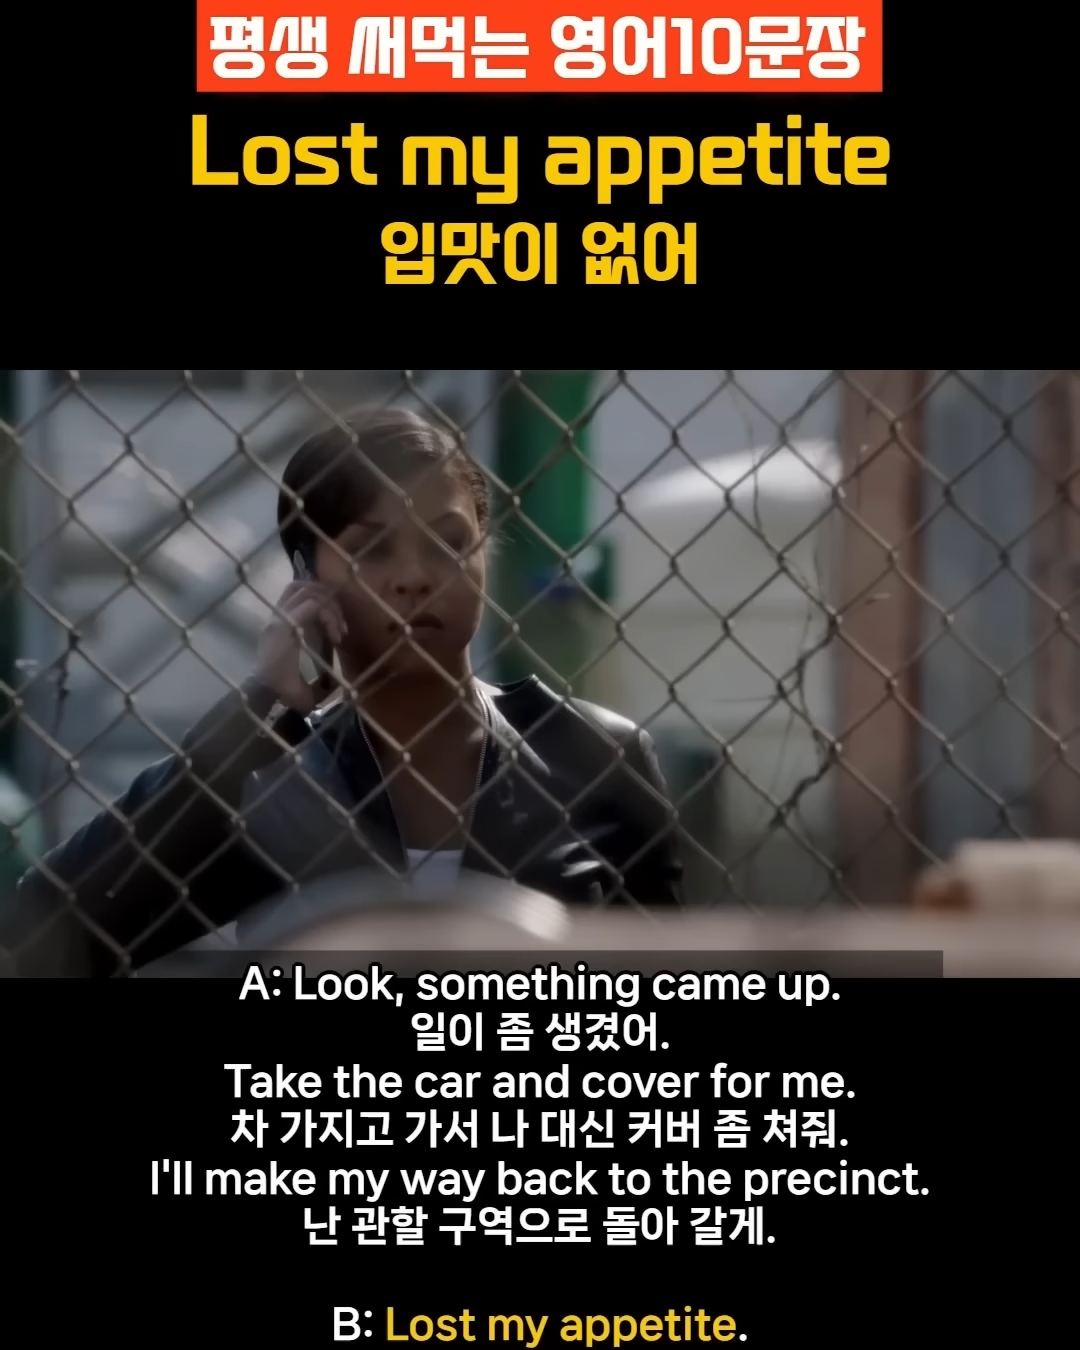 평생 써먹는 영어10문장
Lost my appetite
입맛이 없어
A: Look, something came up.
일이 좀 생겼어.
Take the car and cover for me.
차 가지고 가서 나 대신 커버 좀 쳐줘.
I'll make my way back to the precinct.
난 관할 구역으로 돌아 갈게.
B: Lost my appetite.